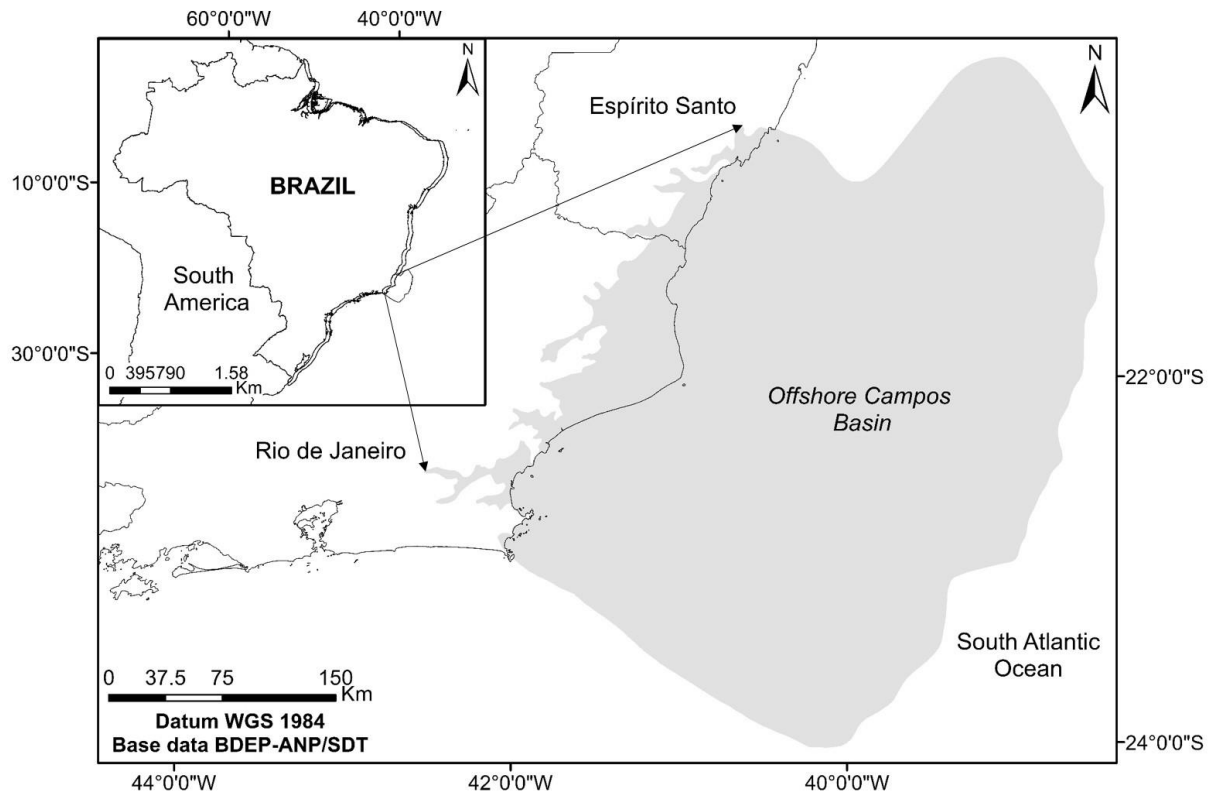 60°0'0"W 40°0'0"W
N
N
Espírito Santo
10°0'0"S
BRAZIL
South
America
30°0'0"S
0 395790 1.58
Km
22°0'0"S
Offshore Campos
Basin
Rio de Janeiro
South Atlantic
Ocean
0 37.5 75 150
Km
Datum WGS 1984
Base data BDEP-ANP/SDT
24°0'0"S
44°0'0"W 42°0'0"W 40°0'0"W